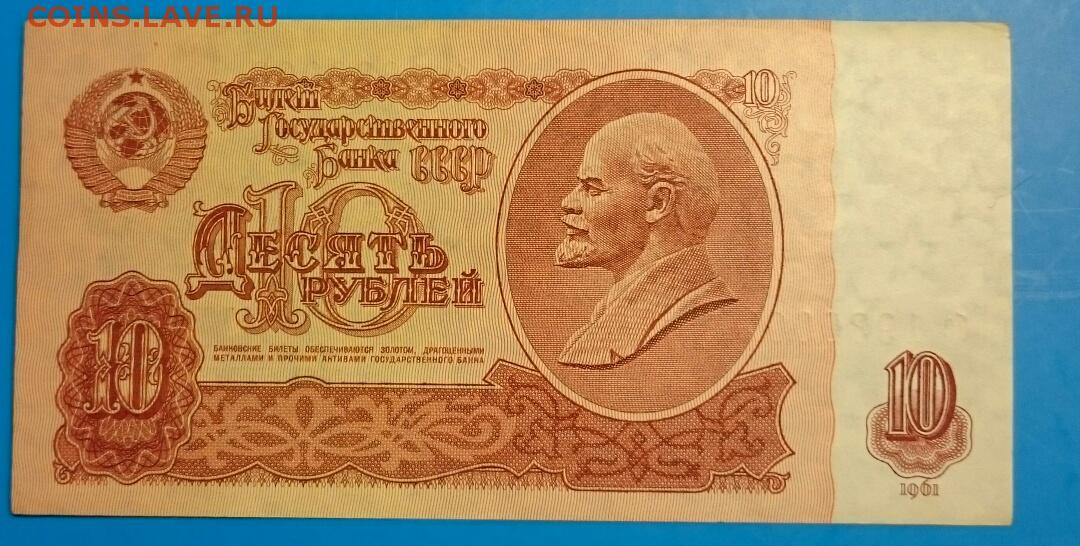 COINS.LAVE.RU
Билет
Государственного
Банка СССР
10
10
Десять
рублей
БАНКОВСКИЕ БИЛЕТЫ ОБЕСПЕЧИВАЮТСЯ ЗОЛОТОМ, ДРАГОЦЕННЫМИ
МЕТАЛЛАМИ И ПРОЧИМИ АКТИВАМИ ГОСУДАРСТВЕННОГО БАНКА
10
10
1961